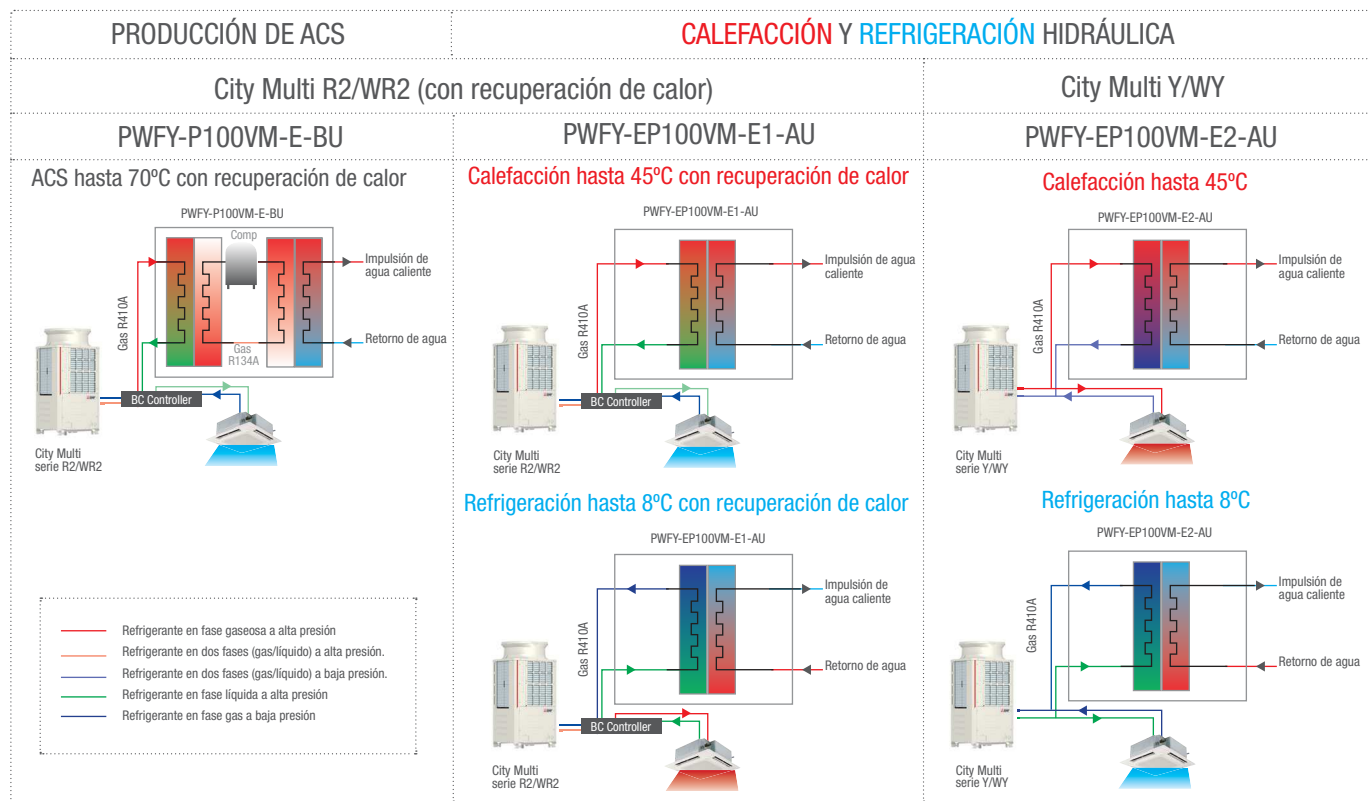 PRODUCCIÓN DE ACS
CALEFACCIÓN Y REFRIGERACIÓN HIDRÁULICA
City Multi R2/WR2 (con recuperación de calor)
City Multi Y/WY
PWFY-P100VM-E-BU
PWFY-EP100VM-E1-AU
PWFY-EP100VM-E2-AU
ACS hasta 70ºC con recuperación de calor
PWFY-P100VM-E-BU
Comp
Impulsión de
agua caliente
Gas R410A
Gas
R134A
Retorno de agua
BC Controller
City Multi
serie R2/WR2
Calefacción hasta 45ºC con recuperación de calor
PWFY-EP100VM-E1-AU
Impulsión de agua
caliente
Gas R410A
Retorno de agua
BC Controller
City Multi
serie R2/WR2
Calefacción hasta 45ºC
PWFY-EP100VM-E2-AU
Impulsión de
agua caliente
Gas R410A
Retorno de agua
City Multi
serie Y/WY
Refrigeración hasta 8ºC con recuperación de calor
PWFY-EP100VM-E1-AU
Impulsión de
agua caliente
Gas R410A
Retorno de agua
BC Controller
City Multi
serie R2/WR2
Refrigeración hasta 8ºC
PWFY-EP100VM-E2-AU
Impulsión de
agua caliente
Gas R410A
Retorno de agua
City Multi
serie Y/WY
Refrigerante en fase gaseosa a alta presión
Refrigerante en dos fases (gas/líquido) a alta presión.
Refrigerante en dos fases (gas/líquido) a baja presión.
Refrigerante en fase líquida a alta presión
Refrigerante en fase gas a baja presión